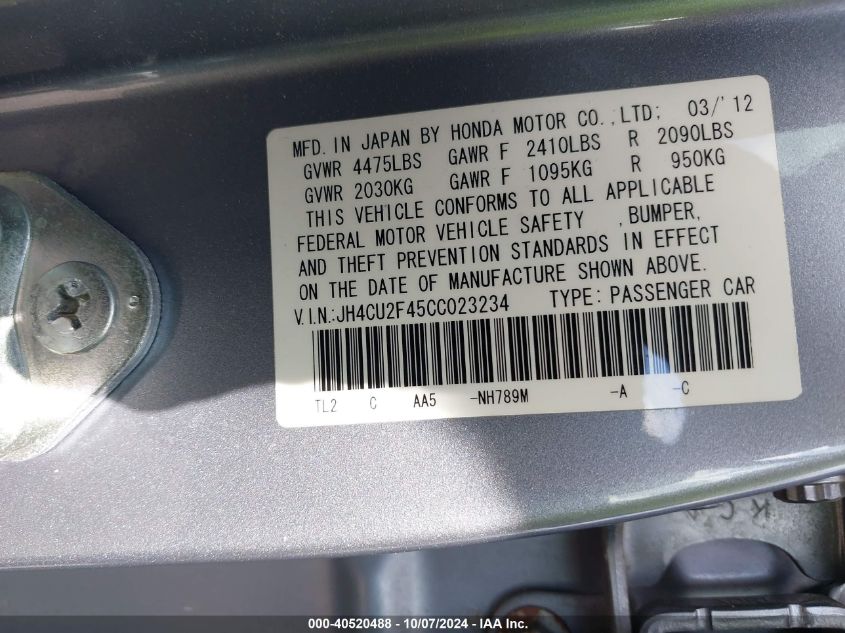 MFD. IN JAPAN BY HONDA MOTOR CO.,LTD; 03/'12
GVWR 4475LBS GAWR F 2410LBS R 2090LBS
GVWR 2030KG GAWR F 1095KG R 950KG
THIS VEHICLE CONFORMS TO ALL APPLICABLE
FEDERAL MOTOR VEHICLE SAFETY ,BUMPER,
AND THEFT PREVENTION STANDARDS IN EFFECT
ON THE DATE OF MANUFACTURE SHOWN ABOVE.
V.I.N.:JH4CU2F45CC023234 TYPE: PASSENGER CAR
TL2 C AA5 -NH789M -A -C
000-40520488 - 10/07/2024 - IAA Inc.